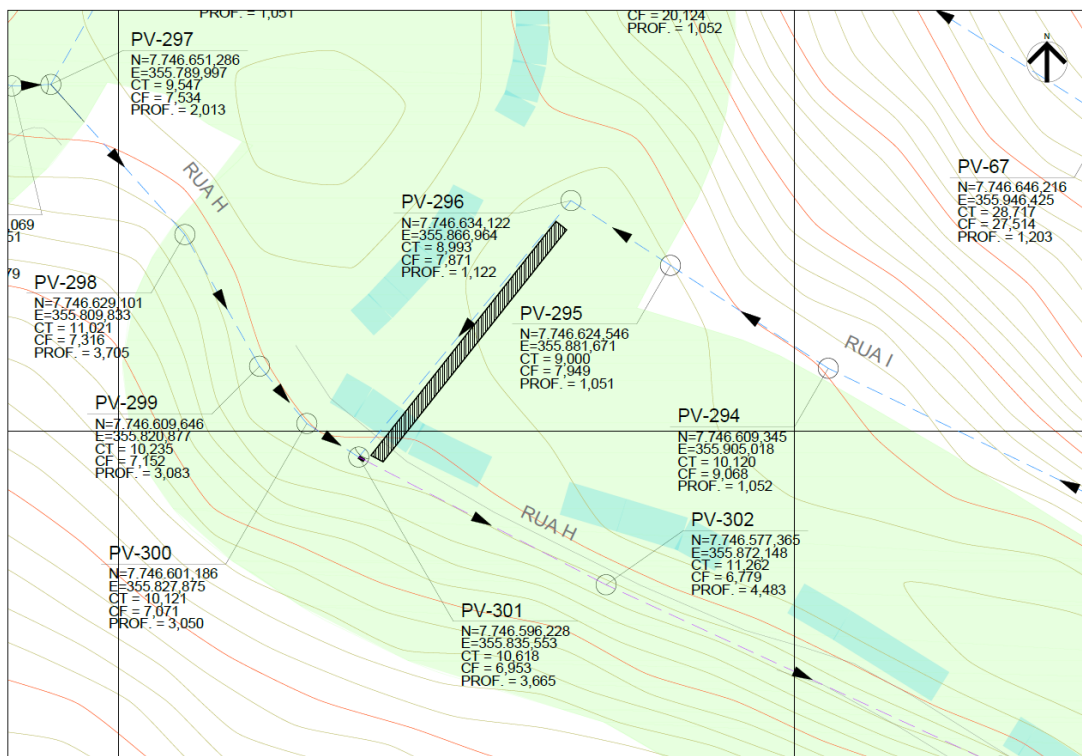 PROF. = 1,051
CF = 20,124
PROF. = 1,052
N
PV-297
N=7.746.651,286
E=355.789,997
CT = 9,547
CF = 7,534
PROF. = 2,013
RUA H
PV-67
N=7.746.646,216
E=355.946,425
CT = 28,717
CF = 27,514
PROF. = 1,203
PV-296
N=7.746.634,122
E=355.866,964
CT = 8,993
CF = 7,871
PROF. = 1,122
,069
51
79
PV-298
N=7.746.629,101
E=355.809,833
CT = 11,021
CF = 7,316
PROF. = 3,705
PV-295
N=7.746.624,546
E=355.881,671
CT = 9,000
CF = 7,949
PROF. = 1,051
RUA I
PV-299
N=7.746.609,646
E=355.820,877
CT = 10,235
CF = 7,152
PROF. = 3,083
PV-294
N=7.746.609,345
E=355.905,018
CT = 10,120
CF = 9,068
PROF. = 1,052
RUA H
PV-302
N=7.746.577,365
E=355.872,148
CT = 11,262
CF = 6,779
PROF. = 4,483
PV-300
N=7.746.601,186
E=355.827,875
CT = 10,121
CF = 7,071
PROF. = 3,050
PV-301
N=7.746.596,228
E=355.835,553
CT = 10,618
CF = 6,953
PROF. = 3,665